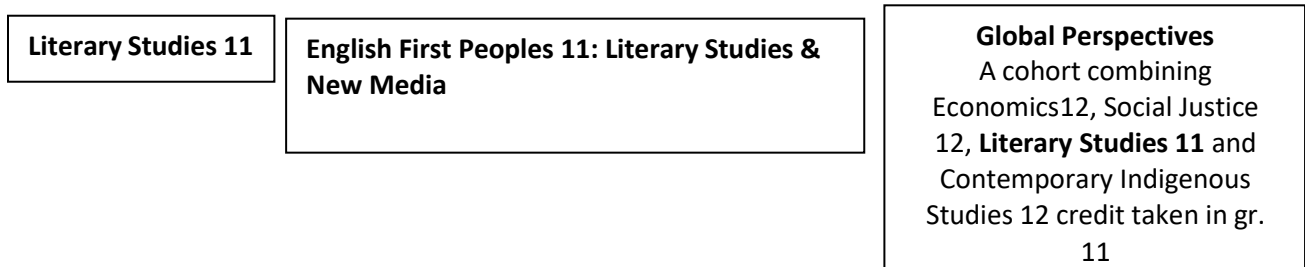 Literary Studies 11
English First Peoples 11: Literary Studies &
New Media
Global Perspectives
A cohort combining
Economics12, Social Justice
12, Literary Studies 11 and
Contemporary Indigenous
Studies 12 credit taken in gr.
11